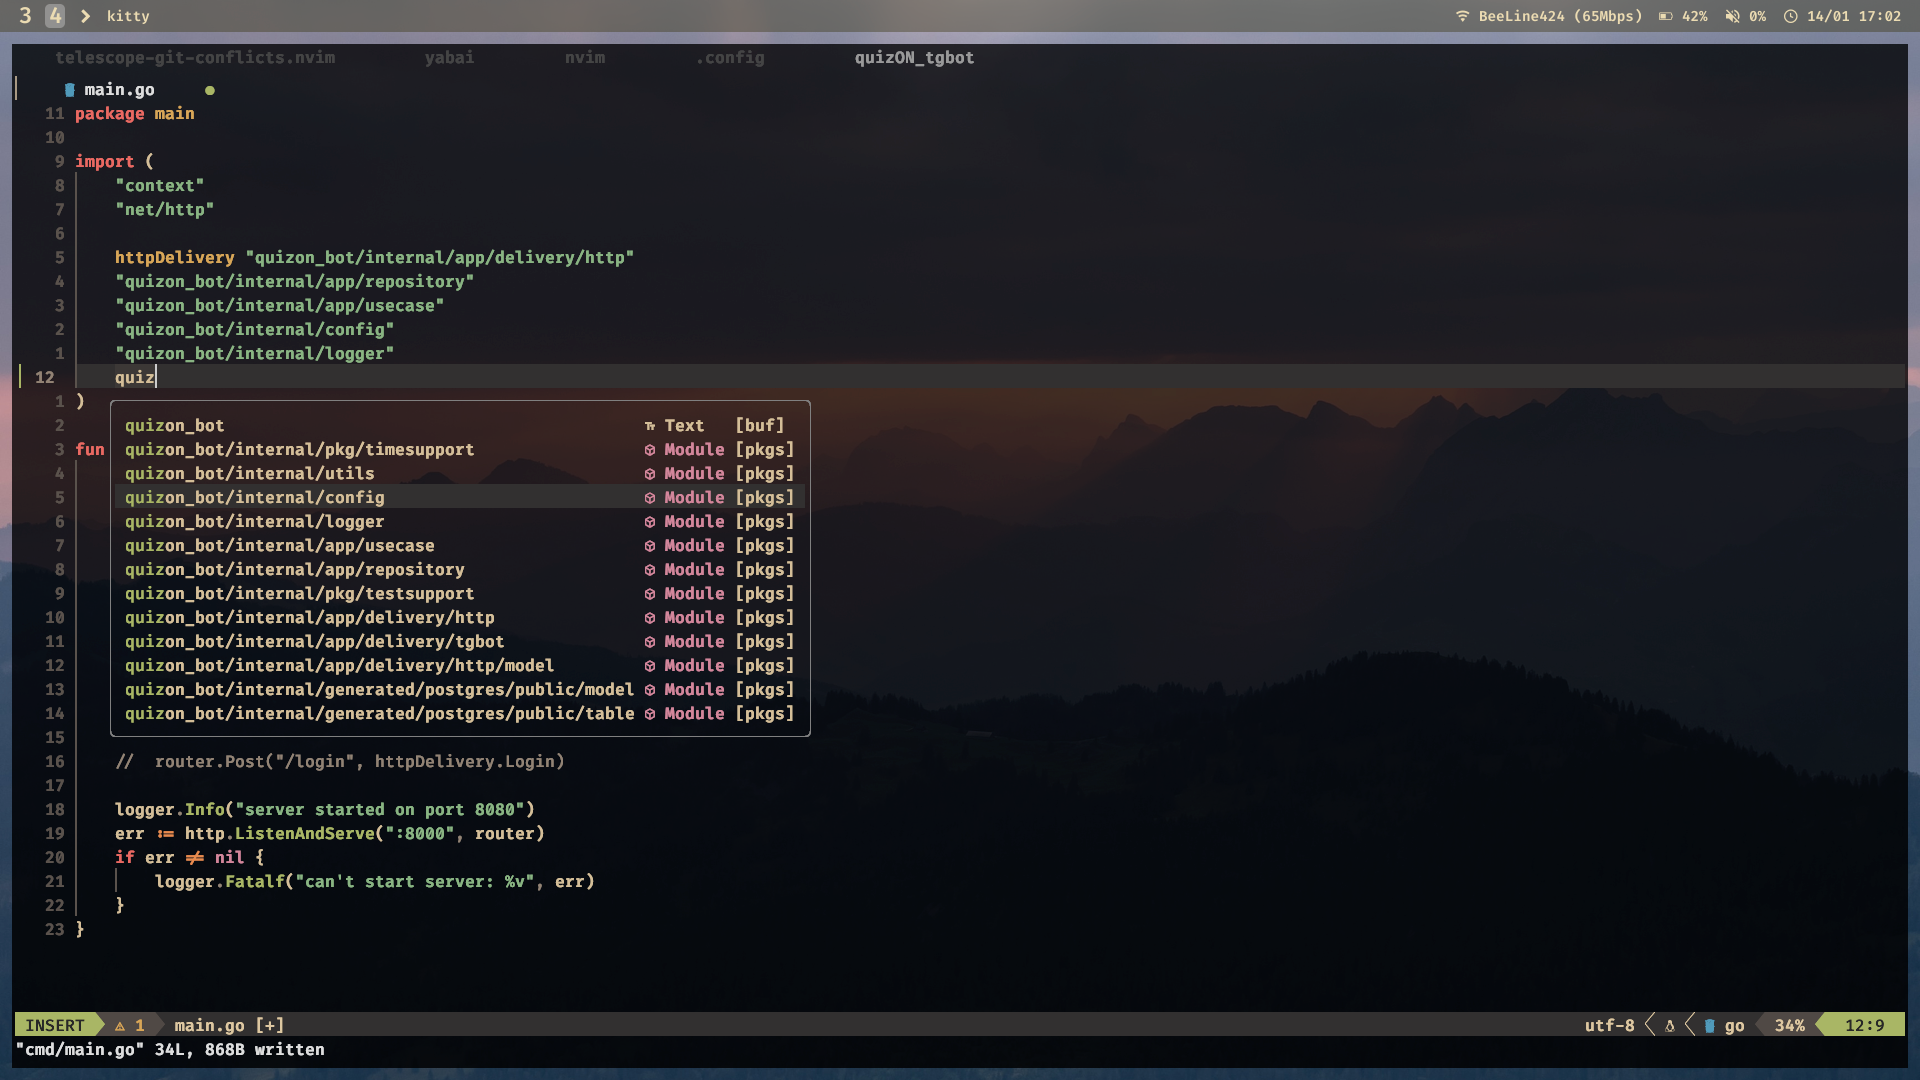 3 4 kitty BeeLine424 (65Mbps) 42% 0% 14/01 17:02
telescope-git-conflicts.nvim yabai nvim .config quizON_tgbot
main.go
11 package main
10
9 import (
8 "context"
7 "net/http"
6
5 httpDelivery "quizon_bot/internal/app/delivery/http"
4 "quizon_bot/internal/app/repository"
3 "quizon_bot/internal/app/usecase"
2 "quizon_bot/internal/config"
1 "quizon_bot/internal/logger"
12 quiz
1 )
2 quizon_bot Text [buf]
3 fun quizon_bot/internal/pkg/timesupport Module [pkgs]
4 quizon_bot/internal/utils Module [pkgs]
5 quizon_bot/internal/config Module [pkgs]
6 quizon_bot/internal/logger Module [pkgs]
7 quizon_bot/internal/app/usecase Module [pkgs]
8 quizon_bot/internal/app/repository Module [pkgs]
9 quizon_bot/internal/pkg/testsupport Module [pkgs]
10 quizon_bot/internal/app/delivery/http Module [pkgs]
11 quizon_bot/internal/app/delivery/tgbot Module [pkgs]
12 quizon_bot/internal/app/delivery/http/model Module [pkgs]
13 quizon_bot/internal/generated/postgres/public/model Module [pkgs]
14 quizon_bot/internal/generated/postgres/public/table Module [pkgs]
15
16 // router.Post("/login", httpDelivery.Login)
17
18 logger.Info("server started on port 8080")
19 err := http.ListenAndServe(":8000", router)
20 if err != nil {
21 logger.Fatalf("can't start server: %v", err)
22 }
23 }
INSERT 1 main.go [+] utf-8 go 34% 12:9
"cmd/main.go" 34L, 868B written